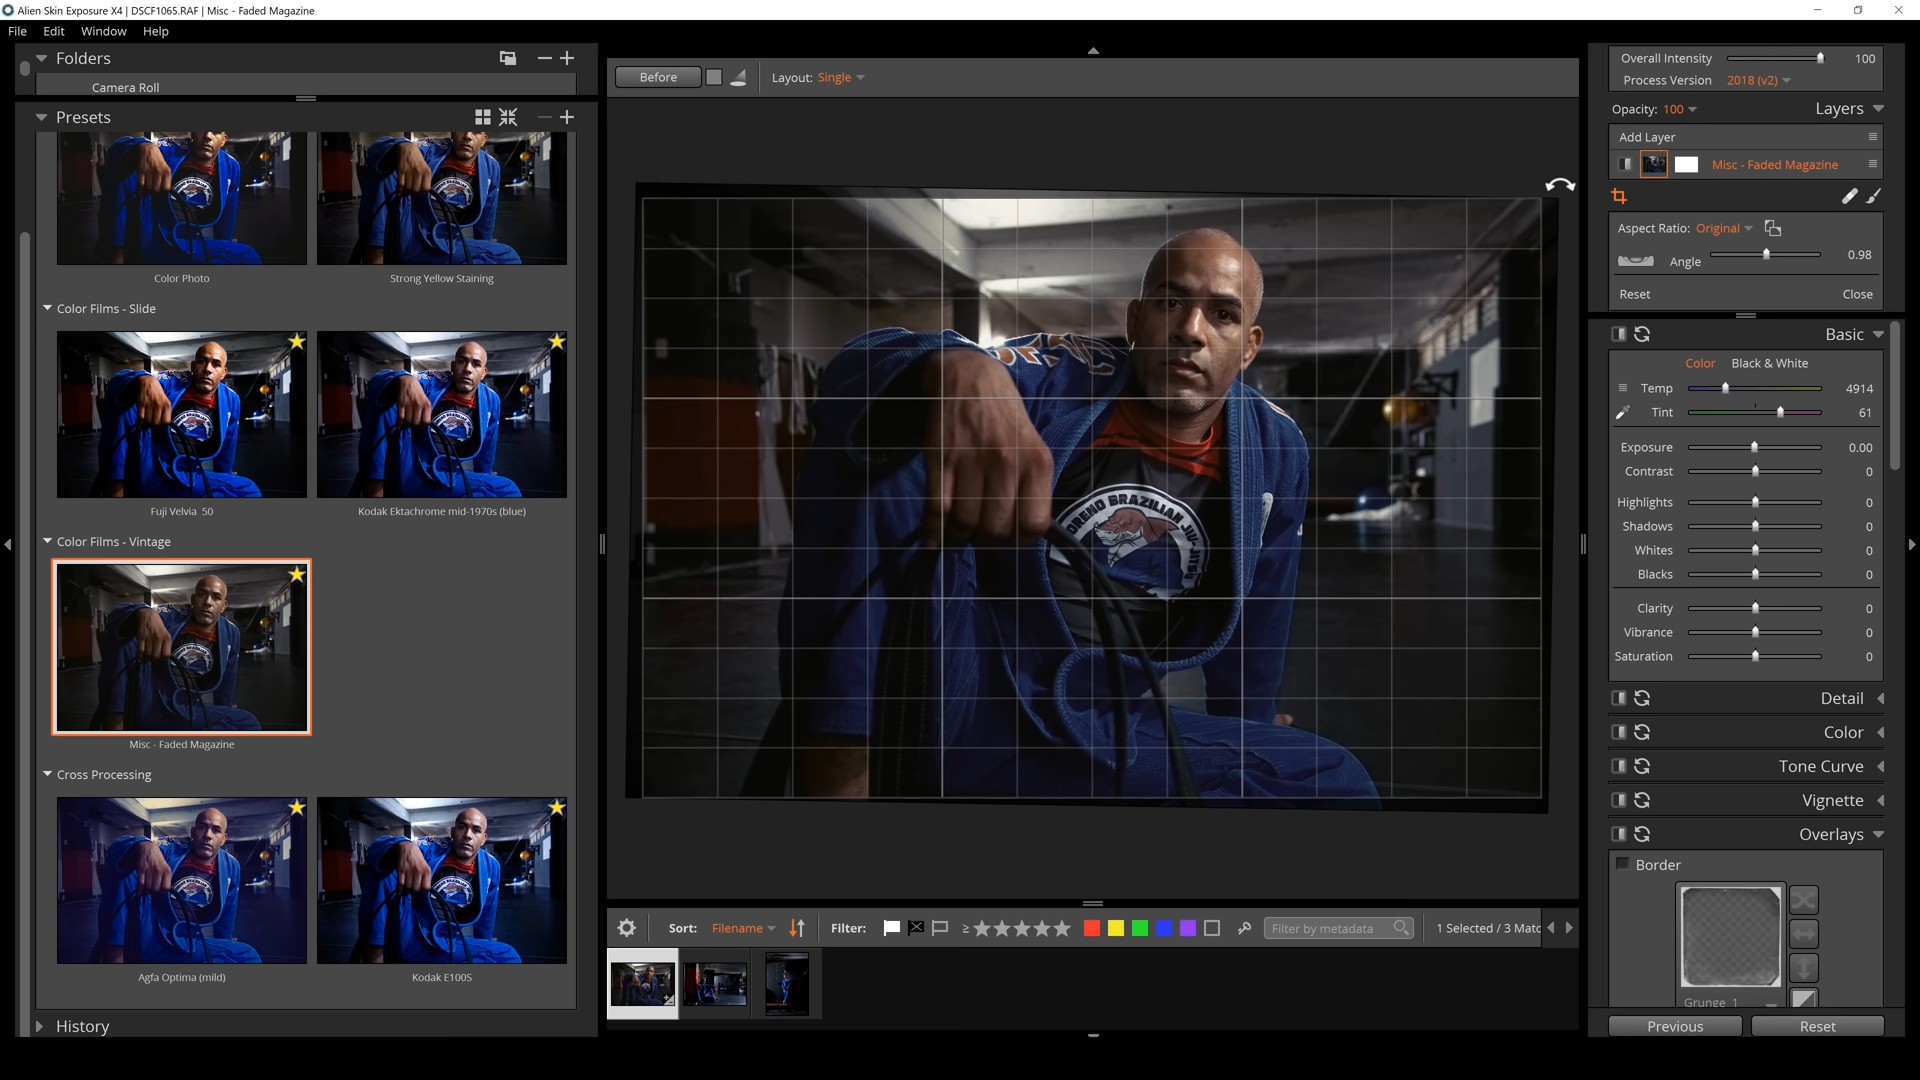 Alien Skin Exposure X4 | DSCF1065.RAF | Misc - Faded Magazine
File Edit Window Help
Folders
Camera Roll
Presets
Color Photo
Strong Yellow Staining
Color Films - Slide
Fuji Velvia 50
Kodak Ektachrome mid-1970s (blue)
Color Films - Vintage
Misc - Faded Magazine
Cross Processing
Agfa Optima (mild)
Kodak E100S
History
Before
Layout: Single
BRAZILIAN JIU-JITSU
Sort: Filename
Filter:
≥
Filter by metadata
1 Selected / 3 Matc
Overall Intensity 100
Process Version 2018 (v2)
Opacity: 100 Layers
Add Layer
Misc - Faded Magazine
Aspect Ratio: Original
Angle 0.98
Reset Close
Basic
Color Black & White
Temp 4914
Tint 61
Exposure 0.00
Contrast 0
Highlights 0
Shadows 0
Whites 0
Blacks 0
Clarity 0
Vibrance 0
Saturation 0
Detail
Color
Tone Curve
Vignette
Overlays
Border
Grunge 1
Previous Reset